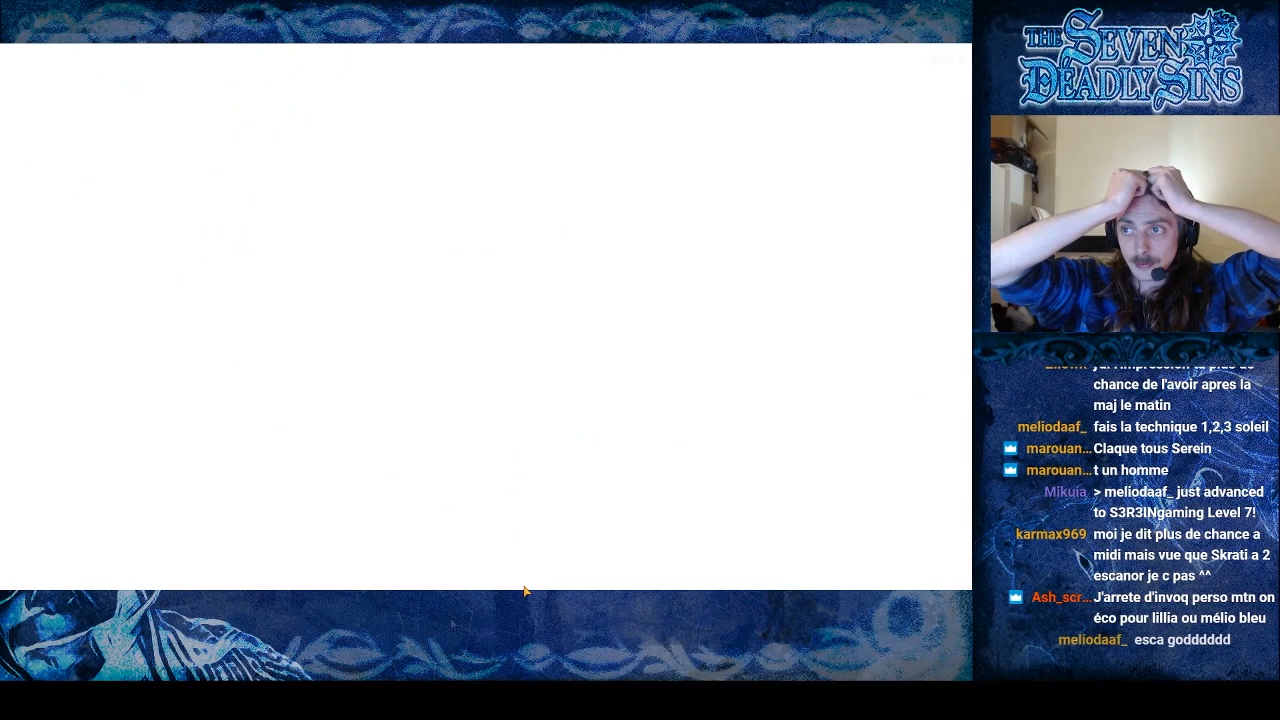 THE SEVEN
DEADLY SINS
chance de l'avoir apres la
maj le matin
meliodaaf_ fais la technique 1,2,3 soleil
marouan... Claque tous Serein
marouan... t un homme
Mikuia > meliodaaf_ just advanced
to S3R3INgaming Level 7!
karmax969 moi je dit plus de chance a
midi mais vue que Skrati a 2
escanor je c pas ^^
Ash_scr... J'arrete d'invoq perso mtn on
éco pour lillia ou mélio bleu
meliodaaf_ esca godddddd